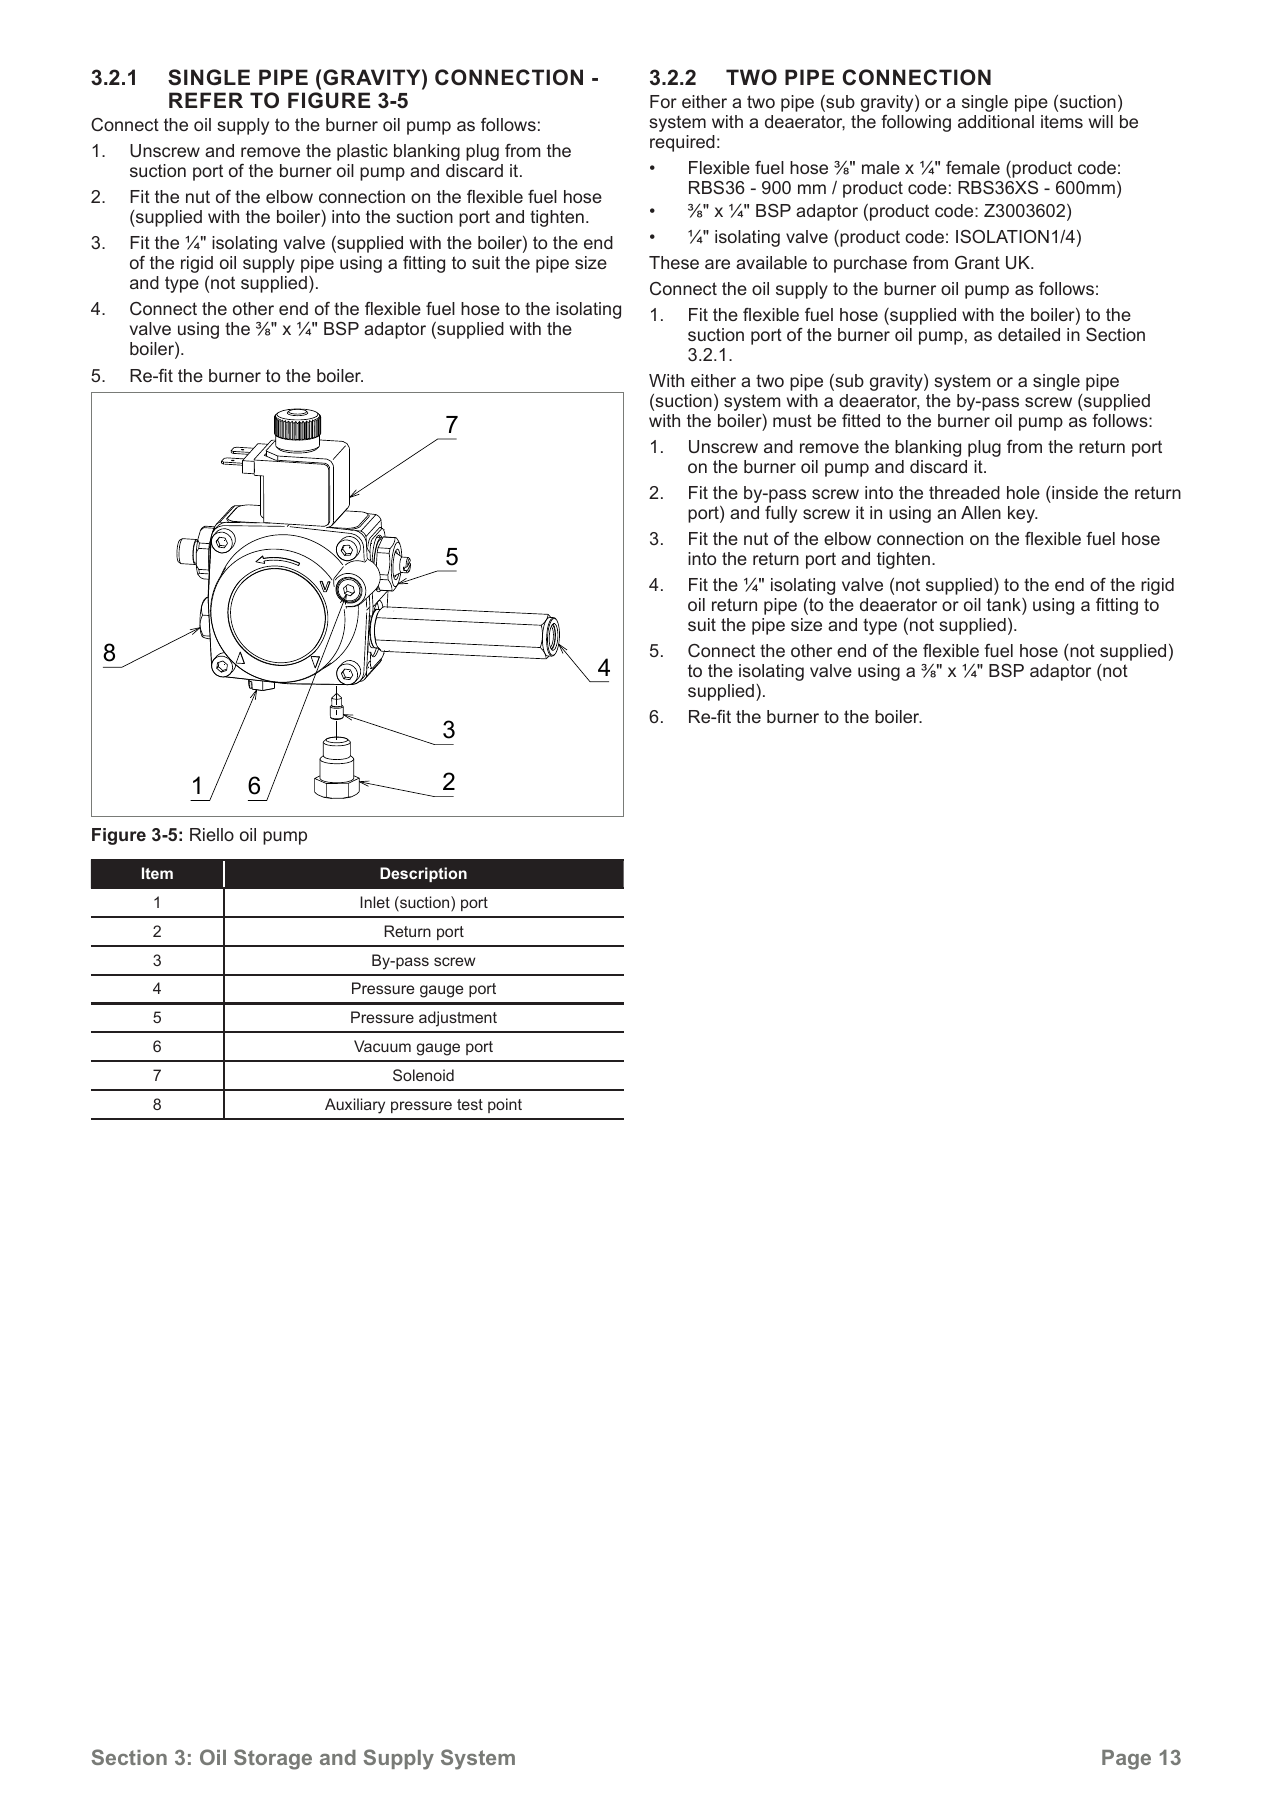 3.2.1 SINGLE PIPE (GRAVITY) CONNECTION -
REFER TO FIGURE 3-5
Connect the oil supply to the burner oil pump as follows:
1. Unscrew and remove the plastic blanking plug from the
suction port of the burner oil pump and discard it.
2. Fit the nut of the elbow connection on the flexible fuel hose
(supplied with the boiler) into the suction port and tighten.
3. Fit the ¼" isolating valve (supplied with the boiler) to the end
of the rigid oil supply pipe using a fitting to suit the pipe size
and type (not supplied).
4. Connect the other end of the flexible fuel hose to the isolating
valve using the ⅜" x ¼" BSP adaptor (supplied with the
boiler).
5. Re-fit the burner to the boiler.
7
5
V
8
4
3
1
6
2
Figure 3-5: Riello oil pump
Item Description
1 Inlet (suction) port
2 Return port
3 By-pass screw
4 Pressure gauge port
5 Pressure adjustment
6 Vacuum gauge port
7 Solenoid
8 Auxiliary pressure test point
3.2.2 TWO PIPE CONNECTION
For either a two pipe (sub gravity) or a single pipe (suction)
system with a deaerator, the following additional items will be
required:
• Flexible fuel hose ⅜" male x ¼" female (product code:
RBS36 - 900 mm / product code: RBS36XS - 600mm)
• ⅜" x ¼" BSP adaptor (product code: Z3003602)
• ¼" isolating valve (product code: ISOLATION1/4)
These are available to purchase from Grant UK.
Connect the oil supply to the burner oil pump as follows:
1. Fit the flexible fuel hose (supplied with the boiler) to the
suction port of the burner oil pump, as detailed in Section
3.2.1.
With either a two pipe (sub gravity) system or a single pipe
(suction) system with a deaerator, the by-pass screw (supplied
with the boiler) must be fitted to the burner oil pump as follows:
1. Unscrew and remove the blanking plug from the return port
on the burner oil pump and discard it.
2. Fit the by-pass screw into the threaded hole (inside the return
port) and fully screw it in using an Allen key.
3. Fit the nut of the elbow connection on the flexible fuel hose
into the return port and tighten.
4. Fit the ¼" isolating valve (not supplied) to the end of the rigid
oil return pipe (to the deaerator or oil tank) using a fitting to
suit the pipe size and type (not supplied).
5. Connect the other end of the flexible fuel hose (not supplied)
to the isolating valve using a ⅜" x ¼" BSP adaptor (not
supplied).
6. Re-fit the burner to the boiler.
Section 3: Oil Storage and Supply System
Page 13